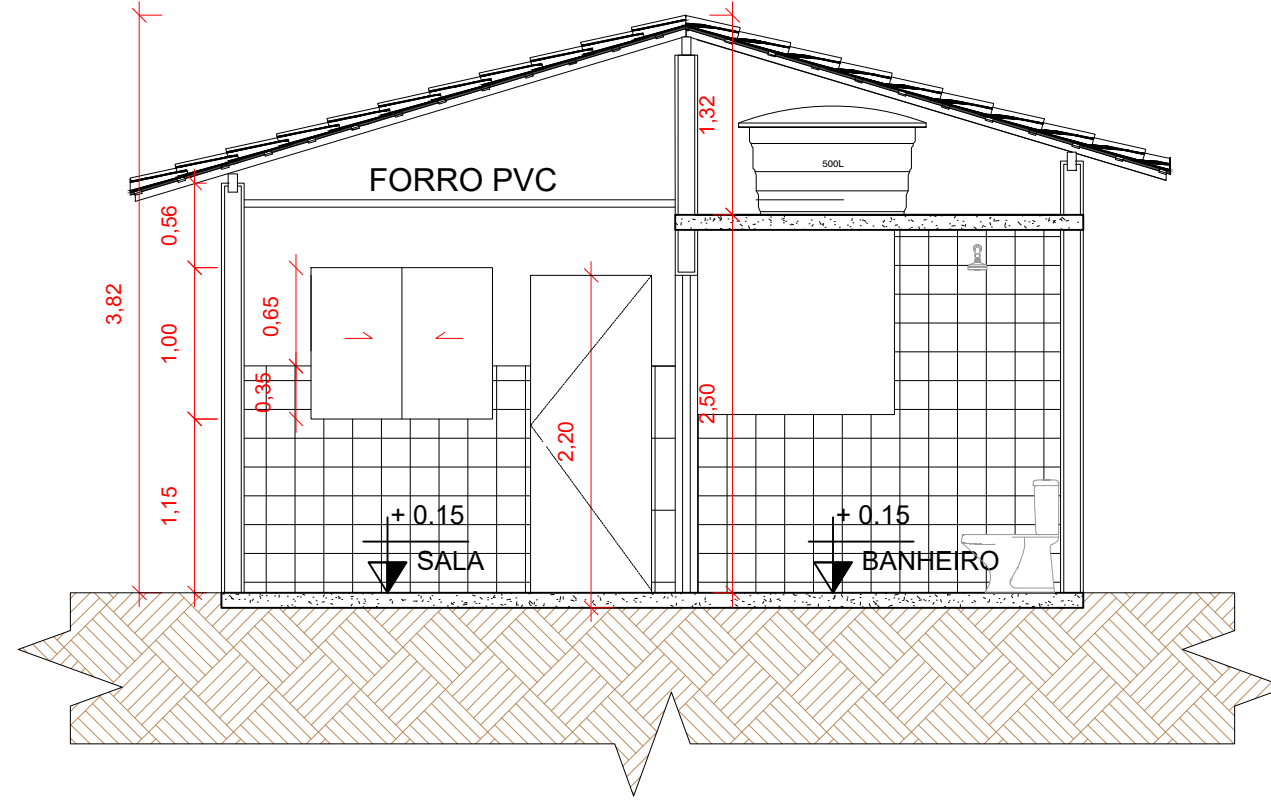 1,32
500L
FORRO PVC
0,56
3,82
1,00
0,65
0,35
2,50
2,20
1,15
+ 0.15
SALA
+ 0.15
BANHEIRO